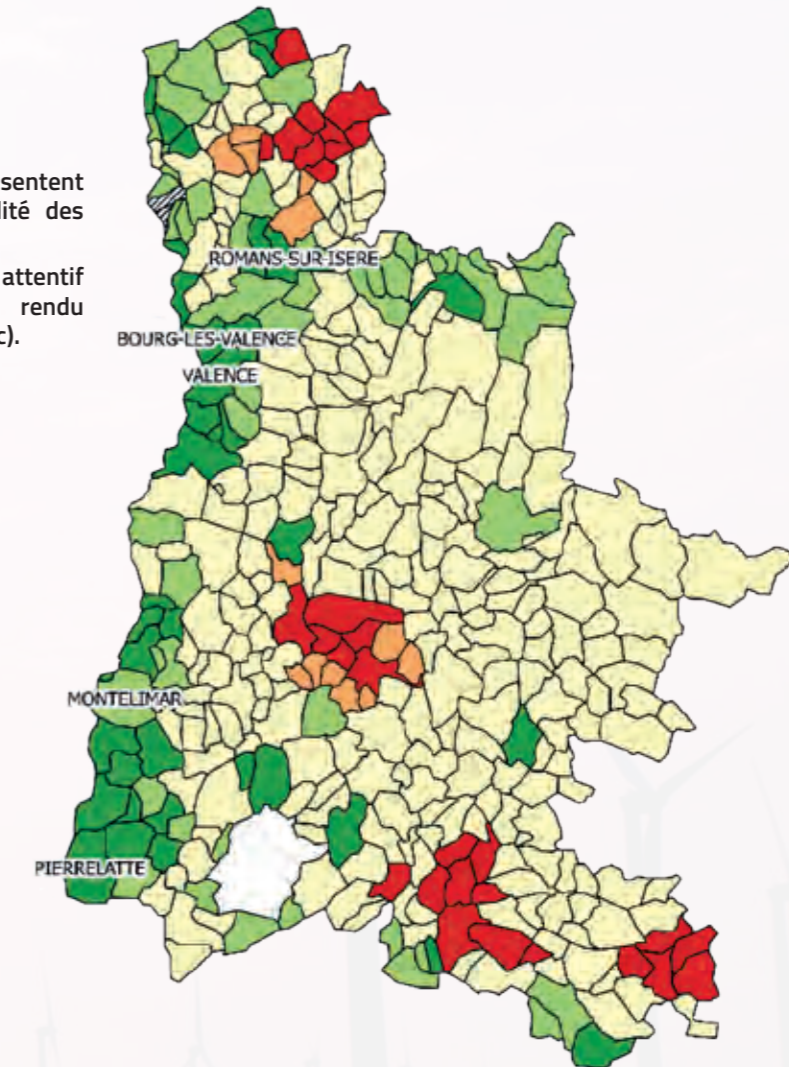 sentent
lité des
attentif
rendu
c).
ROMANS-SUR-ISERE
BOURG-LES-VALENCE
VALENCE
MONTELIMAR
PIERRELATTE